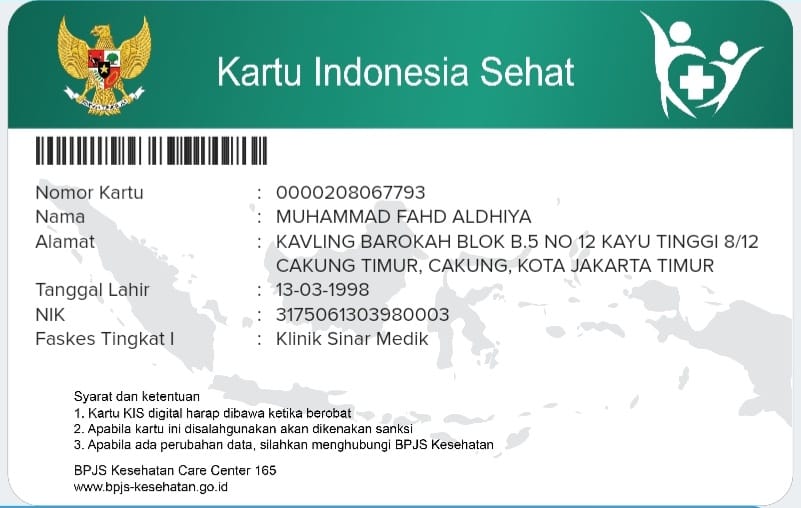 Kartu Indonesia Sehat
Nomor Kartu : 0000208067793
Nama : MUHAMMAD FAHD ALDHIYA
Alamat : KAVLING BAROKAH BLOK B.5 NO 12 KAYU TINGGI 8/12
CAKUNG TIMUR, CAKUNG, KOTA JAKARTA TIMUR
Tanggal Lahir : 13-03-1998
NIK : 3175061303980003
Faskes Tingkat I : Klinik Sinar Medik
Syarat dan ketentuan
1. Kartu KIS digital harap dibawa ketika berobat
2. Apabila kartu ini disalahgunakan akan dikenakan sanksi
3. Apabila ada perubahan data, silahkan menghubungi BPJS Kesehatan
BPJS Kesehatan Care Center 165
www.bpjs-kesehatan.go.id